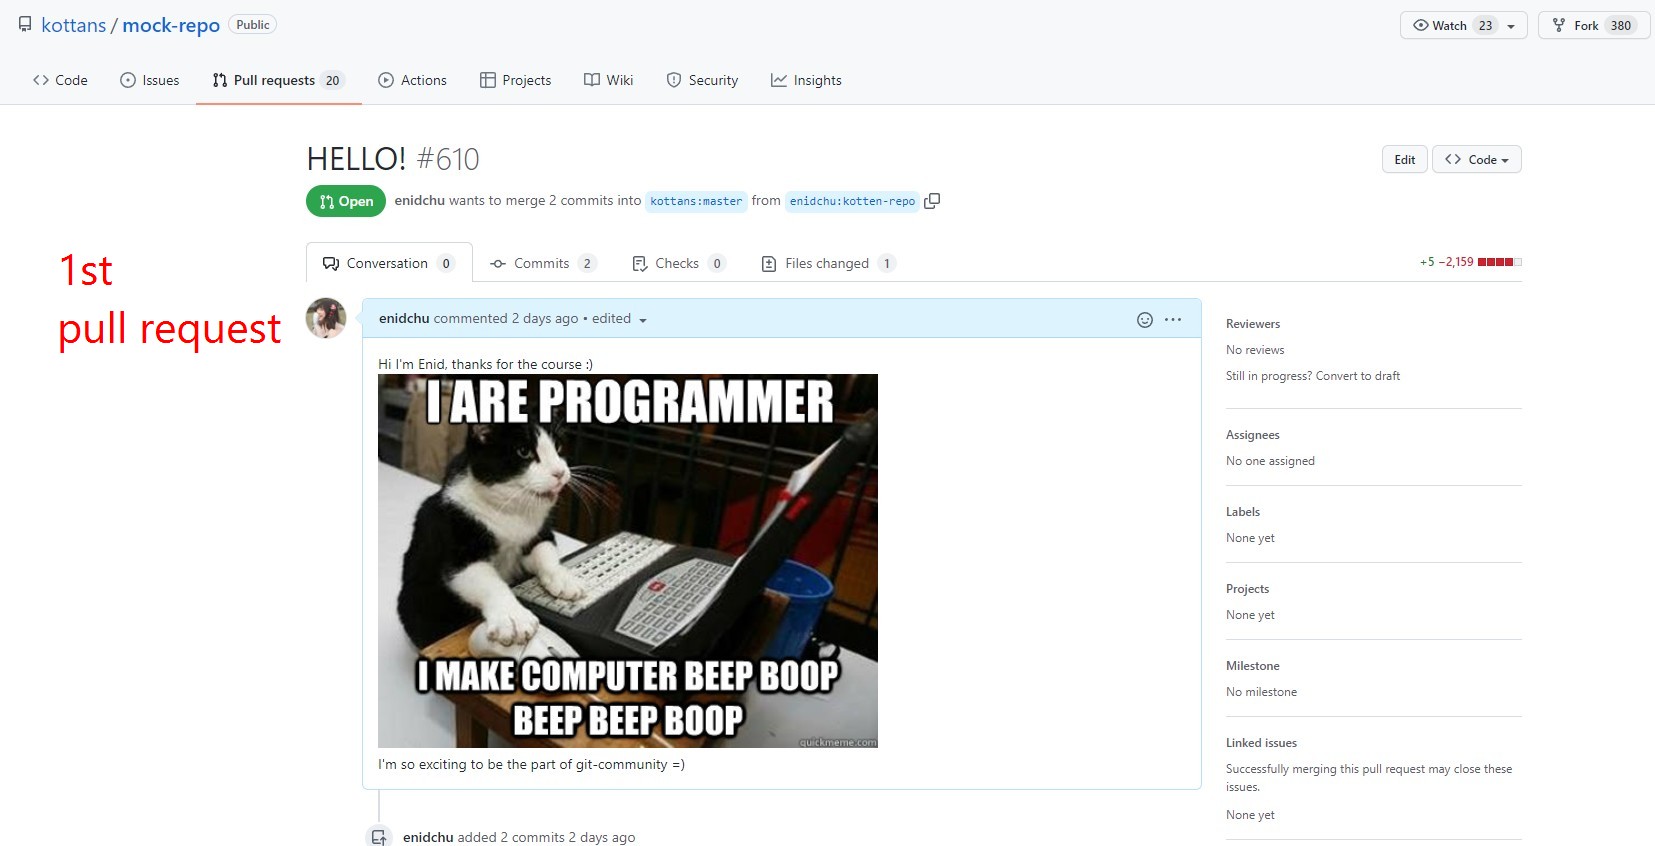 kottans / mock-repo Public
Watch 23
Fork 380
Code
Issues
Pull requests 20
Actions
Projects
Wiki
Security
Insights
HELLO! #610
Edit
Code
Open
enidchu wants to merge 2 commits into kottans:master from enidchu:kotten-repo
Conversation 0
Commits 2
Checks 0
Files changed 1
+5 −2,159
1st
pull request
enidchu commented 2 days ago • edited
Hi I'm Enid, thanks for the course :)
I ARE PROGRAMMER
I MAKE COMPUTER BEEP BOOP
BEEP BEEP BOOP
quickmeme.com
I'm so exciting to be the part of git-community =)
enidchu added 2 commits 2 days ago
Reviewers
No reviews
Still in progress? Convert to draft
Assignees
No one assigned
Labels
None yet
Projects
None yet
Milestone
No milestone
Linked issues
Successfully merging this pull request may close these
issues.
None yet